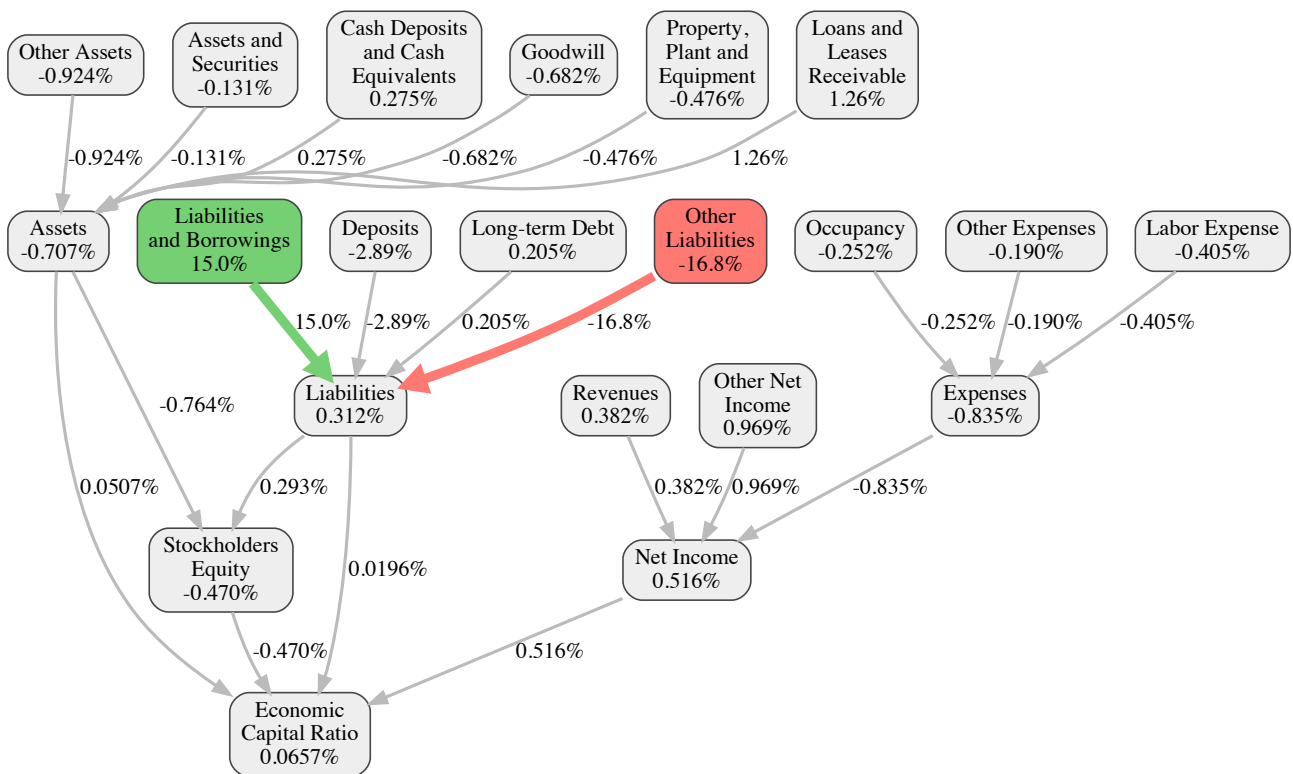 Other Assets
-0.924%
Assets and
Securities
-0.131%
Cash Deposits
and Cash
Equivalents
0.275%
Goodwill
-0.682%
Property,
Plant and
Equipment
-0.476%
Loans and
Leases
Receivable
1.26%
-0.924%
-0.131%
0.275%
-0.682%
-0.476%
1.26%
Assets
-0.707%
Liabilities
and Borrowings
15.0%
Deposits
-2.89%
Long-term Debt
0.205%
Other
Liabilities
-16.8%
Occupancy
-0.252%
Other Expenses
-0.190%
Labor Expense
-0.405%
15.0%
-2.89%
0.205%
-16.8%
-0.252%
-0.190%
-0.405%
Liabilities
0.312%
Revenues
0.382%
Other Net
Income
0.969%
Expenses
-0.835%
-0.764%
0.0507%
0.293%
0.382%
0.969%
-0.835%
Stockholders
Equity
-0.470%
0.0196%
Net Income
0.516%
-0.470%
0.516%
Economic
Capital Ratio
0.0657%